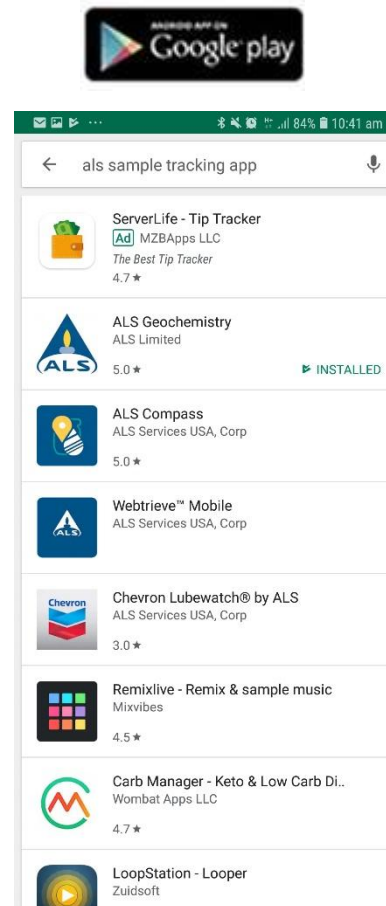 ANDROID APP ON
Google play
84% 10:41 am
als sample tracking app
ServerLife - Tip Tracker
Ad MZBApps LLC
The Best Tip Tracker
4.7 ★
ALS Geochemistry
ALS Limited
ALS
5.0 ★ INSTALLED
ALS Compass
ALS Services USA, Corp
5.0 ★
Webtrieve™ Mobile
ALS Services USA, Corp
ALS
Chevron Lubewatch® by ALS
Chevron
ALS Services USA, Corp
3.0 ★
Remixlive - Remix & sample music
Mixvibes
4.5 ★
Carb Manager - Keto & Low Carb Di..
Wombat Apps LLC
4.7 ★
LoopStation - Looper
Zuidsoft